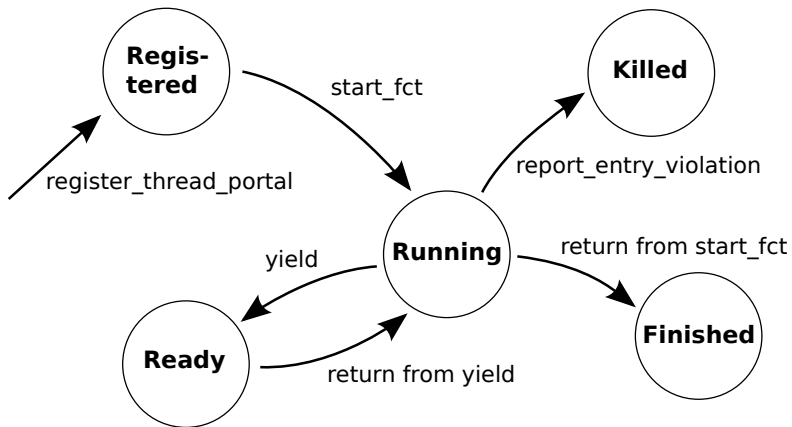 Regis-
tered
Killed
start_fct
register_thread_portal
report_entry_violation
Running
return from start_fct
yield
Finished
Ready
return from yield